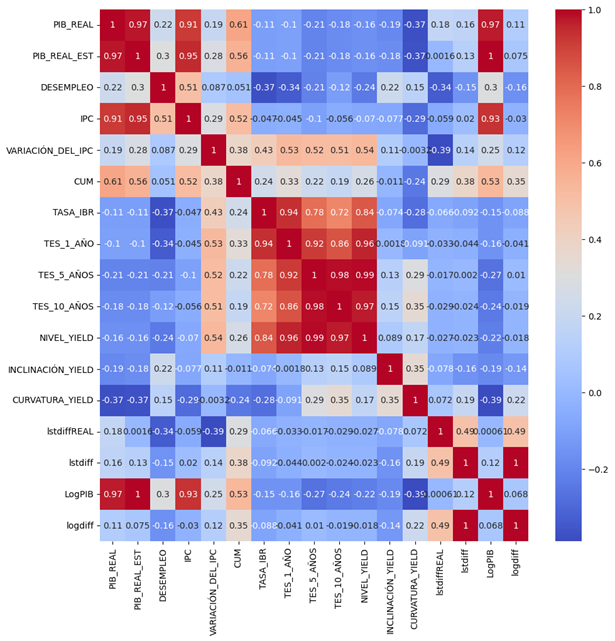 PIB_REAL 1 0.97 0.22 0.91 0.19 0.61 -0.11 -0.11 -0.21 -0.18 -0.16 -0.19 -0.37 0.18 0.16 0.97 0.11
PIB_REAL_EST 0.97 1 0.3 0.95 0.28 0.56 -0.11 -0.1 -0.21 -0.18 -0.16 -0.18 -0.37 0.0016 0.13 1 0.075
DESEMPLEO 0.22 0.3 1 0.51 0.087 0.051 -0.37 -0.34 -0.21 -0.12 -0.24 0.22 0.15 -0.34 -0.15 0.3 -0.16
IPC 0.91 0.95 0.51 1 0.29 0.52 -0.047 -0.045 -0.1 -0.056 -0.07 -0.077 -0.29 -0.059 0.02 0.93 -0.03
VARIACIÓN_DEL_IPC 0.19 0.28 0.087 0.29 1 0.38 0.43 0.53 0.52 0.51 0.54 0.11 -0.39 0.14 0.25 0.12
CUM 0.61 0.56 0.051 0.52 0.38 1 0.24 0.33 0.22 0.19 0.26 -0.011 -0.24 0.29 0.38 0.53 0.35
TASA_IBR -0.11 -0.11 -0.37 -0.047 0.43 0.24 1 0.94 0.78 0.72 0.84 -0.074 -0.28 -0.066 -0.092 -0.15 -0.088
TES_1_AÑO -0.1 -0.1 -0.34 -0.045 0.53 0.33 0.94 1 0.92 0.86 0.96 0.0018 -0.091 -0.033 -0.044 -0.16 -0.041
TES_5_AÑOS -0.21 -0.21 -0.21 -0.1 0.52 0.22 0.78 0.92 1 0.98 0.99 0.13 0.29 -0.017 0.002 -0.27 0.01
TES_10_AÑOS -0.18 -0.18 -0.12 -0.056 0.51 0.19 0.72 0.86 0.98 1 0.97 0.15 0.35 -0.029 -0.024 -0.24 -0.019
NIVEL_YIELD -0.16 -0.16 -0.24 -0.07 0.54 0.26 0.84 0.96 0.99 0.97 1 0.089 0.17 -0.027 -0.023 -0.22 -0.018
INCLINACIÓN_YIELD -0.19 -0.18 0.22 -0.077 0.11 -0.011 -0.074 0.0018 0.13 0.15 0.089 1 0.35 -0.078 -0.16 -0.19 -0.14
CURVATURA_YIELD -0.37 -0.37 0.15 -0.29 0.0032 -0.24 -0.28 -0.091 0.29 0.35 0.17 0.35 1 0.072 0.19 -0.39 0.22
lstdiffREAL 0.18 0.0016 -0.34 -0.059 -0.39 0.29 -0.066 -0.033 -0.017 -0.029 -0.027 -0.078 0.072 1 0.49 0.00061 0.49
lstdiff 0.16 0.13 -0.15 0.02 0.14 0.38 -0.092 -0.044 0.002 -0.024 -0.023 -0.16 0.19 0.49 1 0.12 1
LogPIB 0.97 1 0.3 0.93 0.25 0.53 -0.15 -0.16 -0.27 -0.24 -0.22 -0.19 -0.39 0.00061 0.12 1 0.068
logdiff 0.11 0.075 -0.16 -0.03 0.12 0.35 -0.088 -0.041 0.01 -0.019 -0.018 -0.14 0.22 0.49 1 0.068 1
PIB_REAL PIB_REAL_EST DESEMPLEO IPC VARIACIÓN_DEL_IPC CUM TASA_IBR TES_1_AÑO TES_5_AÑOS TES_10_AÑOS NIVEL_YIELD INCLINACIÓN_YIELD CURVATURA_YIELD lstdiffREAL lstdiff LogPIB logdiff
1.0
0.8
0.6
0.4
0.2
0.0
-0.2